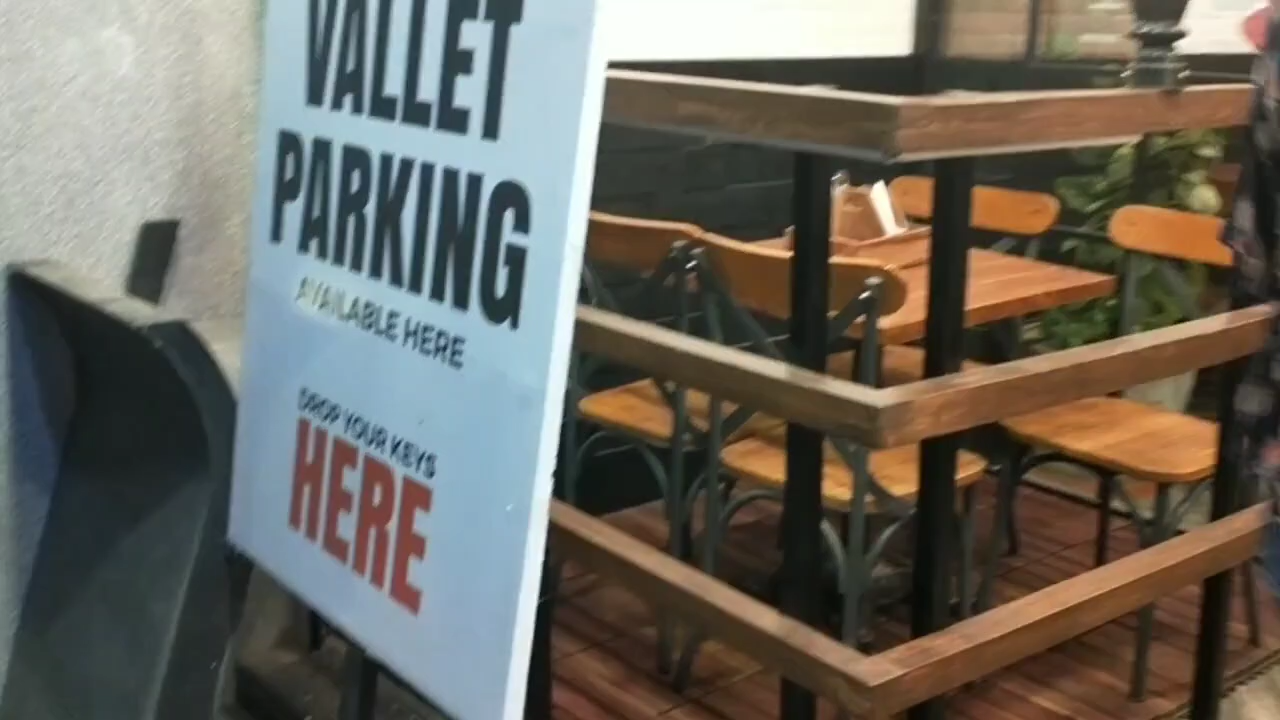 VALLET
PARKING
AVAILABLE HERE
DROP YOUR KEYS
HERE